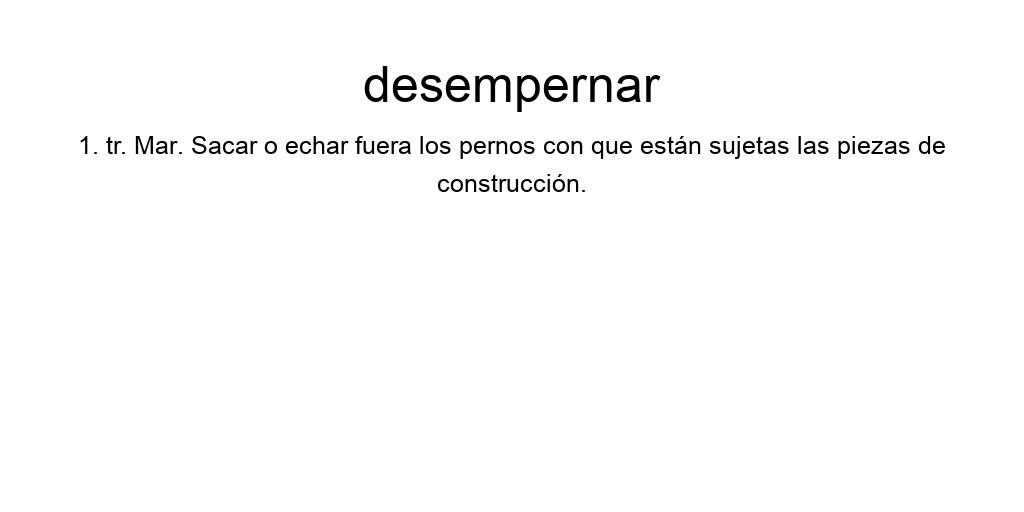 desempernar
1. tr. Mar. Sacar o echar fuera los pernos con que están sujetas las piezas de
construcción.